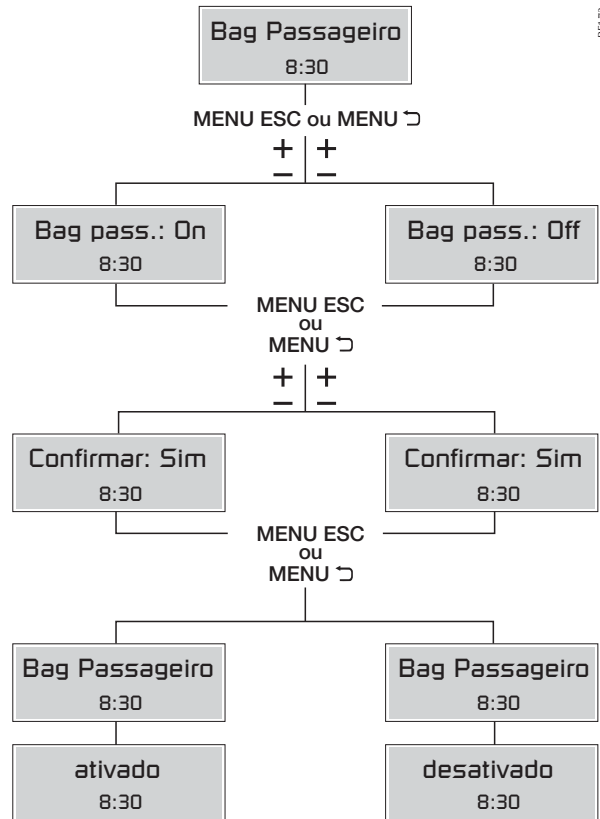 Bag Passageiro
8:30
MENU ESC ou MENU ⮌
+ +
– –
Bag pass.: On
8:30
Bag pass.: Off
8:30
MENU ESC
ou
MENU ⮌
+ +
– –
Confirmar: Sim
8:30
Confirmar: Sim
8:30
MENU ESC
ou
MENU ⮌
Bag Passageiro
8:30
Bag Passageiro
8:30
ativado
8:30
desativado
8:30